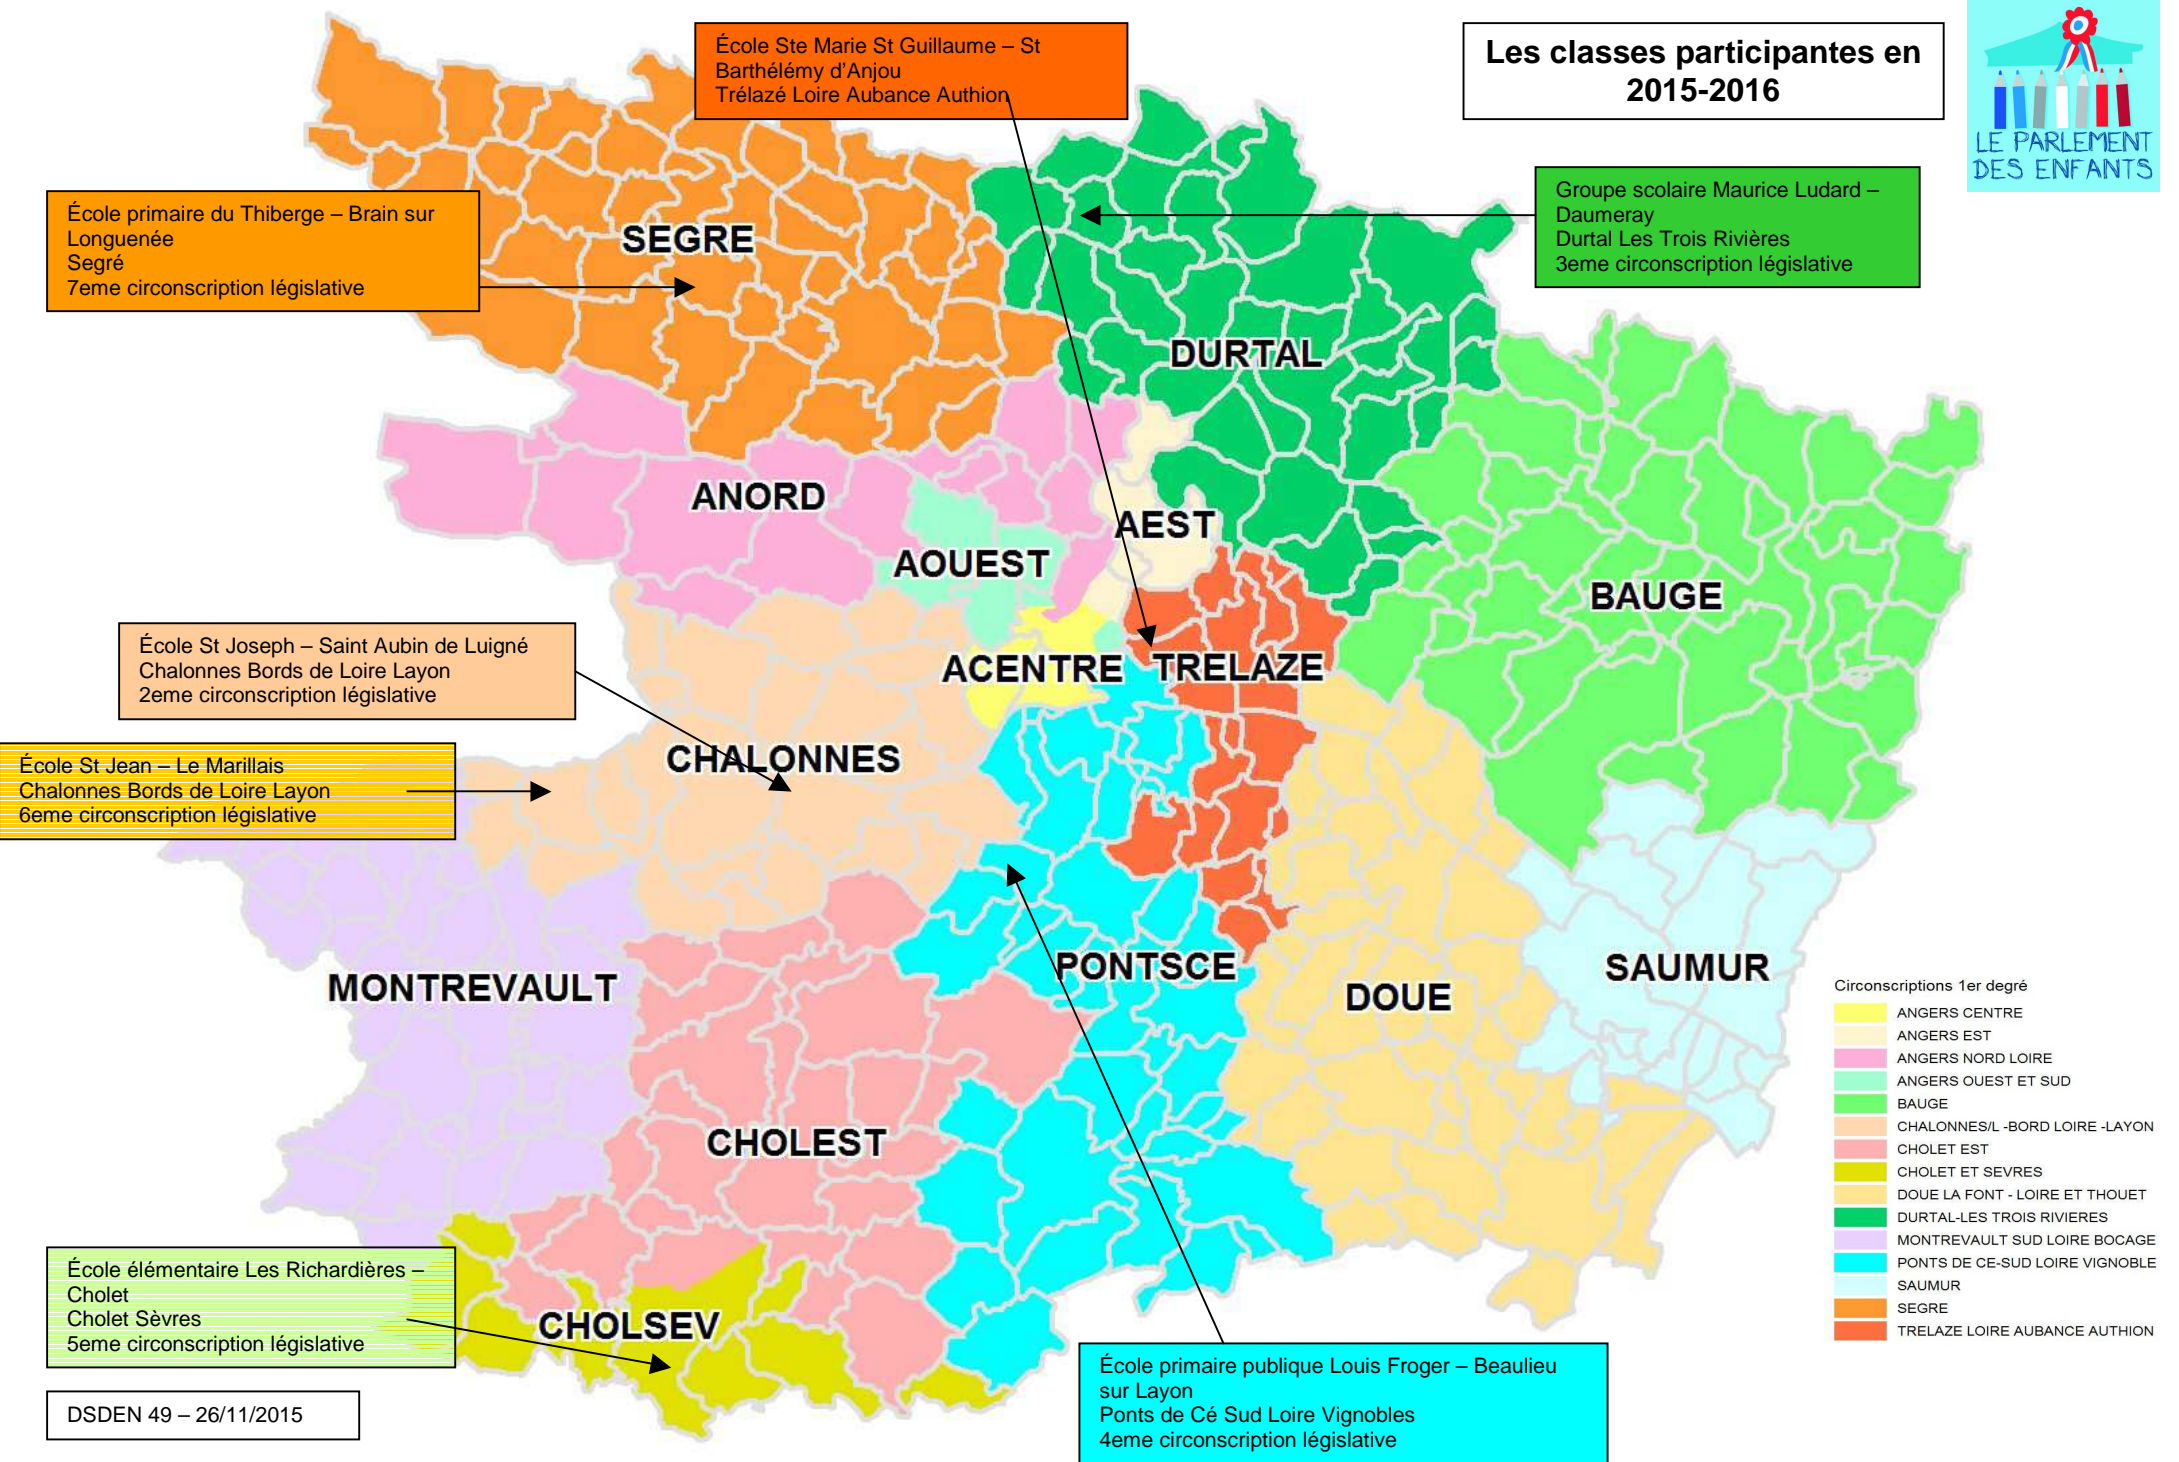 École Ste Marie St Guillaume – St
Barthélémy d'Anjou
Trélazé Loire Aubance Authion
Les classes participantes en
2015-2016
LE PARLEMENT
DES ENFANTS
École primaire du Thiberge – Brain sur
Longuenée
Segré
7eme circonscription législative
Groupe scolaire Maurice Ludard –
Daumeray
Durtal Les Trois Rivières
3eme circonscription législative
SEGRE
DURTAL
ANORD
AEST
AOUEST
BAUGE
École St Joseph – Saint Aubin de Luigné
Chalonnes Bords de Loire Layon
2eme circonscription législative
ACENTRE
TRELAZE
CHALONNES
École St Jean – Le Marillais
Chalonnes Bords de Loire Layon
6eme circonscription législative
MONTREVAULT
PONTSCE
DOUE
SAUMUR
CHOLEST
CHOLSEV
Circonscriptions 1er degré
ANGERS CENTRE
ANGERS EST
ANGERS NORD LOIRE
ANGERS OUEST ET SUD
BAUGE
CHALONNES/L -BORD LOIRE -LAYON
CHOLET EST
CHOLET ET SEVRES
DOUE LA FONT - LOIRE ET THOUET
DURTAL-LES TROIS RIVIERES
MONTREVAULT SUD LOIRE BOCAGE
PONTS DE CE-SUD LOIRE VIGNOBLE
SAUMUR
SEGRE
TRELAZE LOIRE AUBANCE AUTHION
École élémentaire Les Richardières –
Cholet
Cholet Sèvres
5eme circonscription législative
École primaire publique Louis Froger – Beaulieu
sur Layon
Ponts de Cé Sud Loire Vignobles
4eme circonscription législative
DSDEN 49 – 26/11/2015